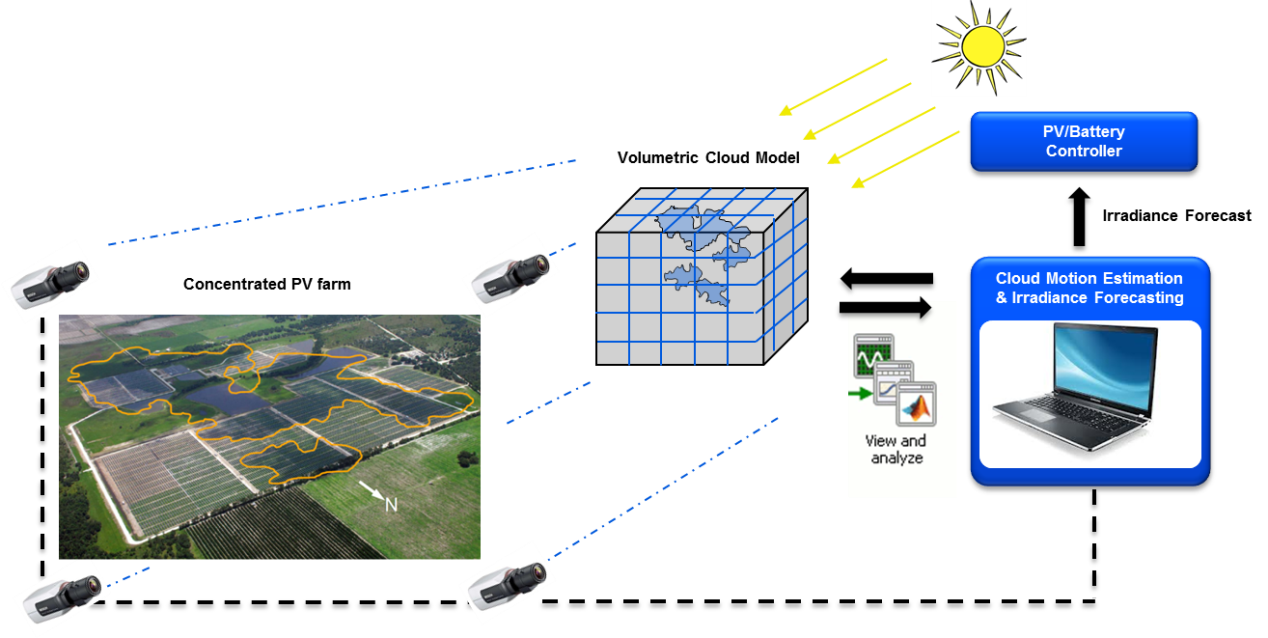 PV/Battery
Controller
Volumetric Cloud Model
Irradiance Forecast
Concentrated PV farm
Cloud Motion Estimation
& Irradiance Forecasting
View and
analyze
N